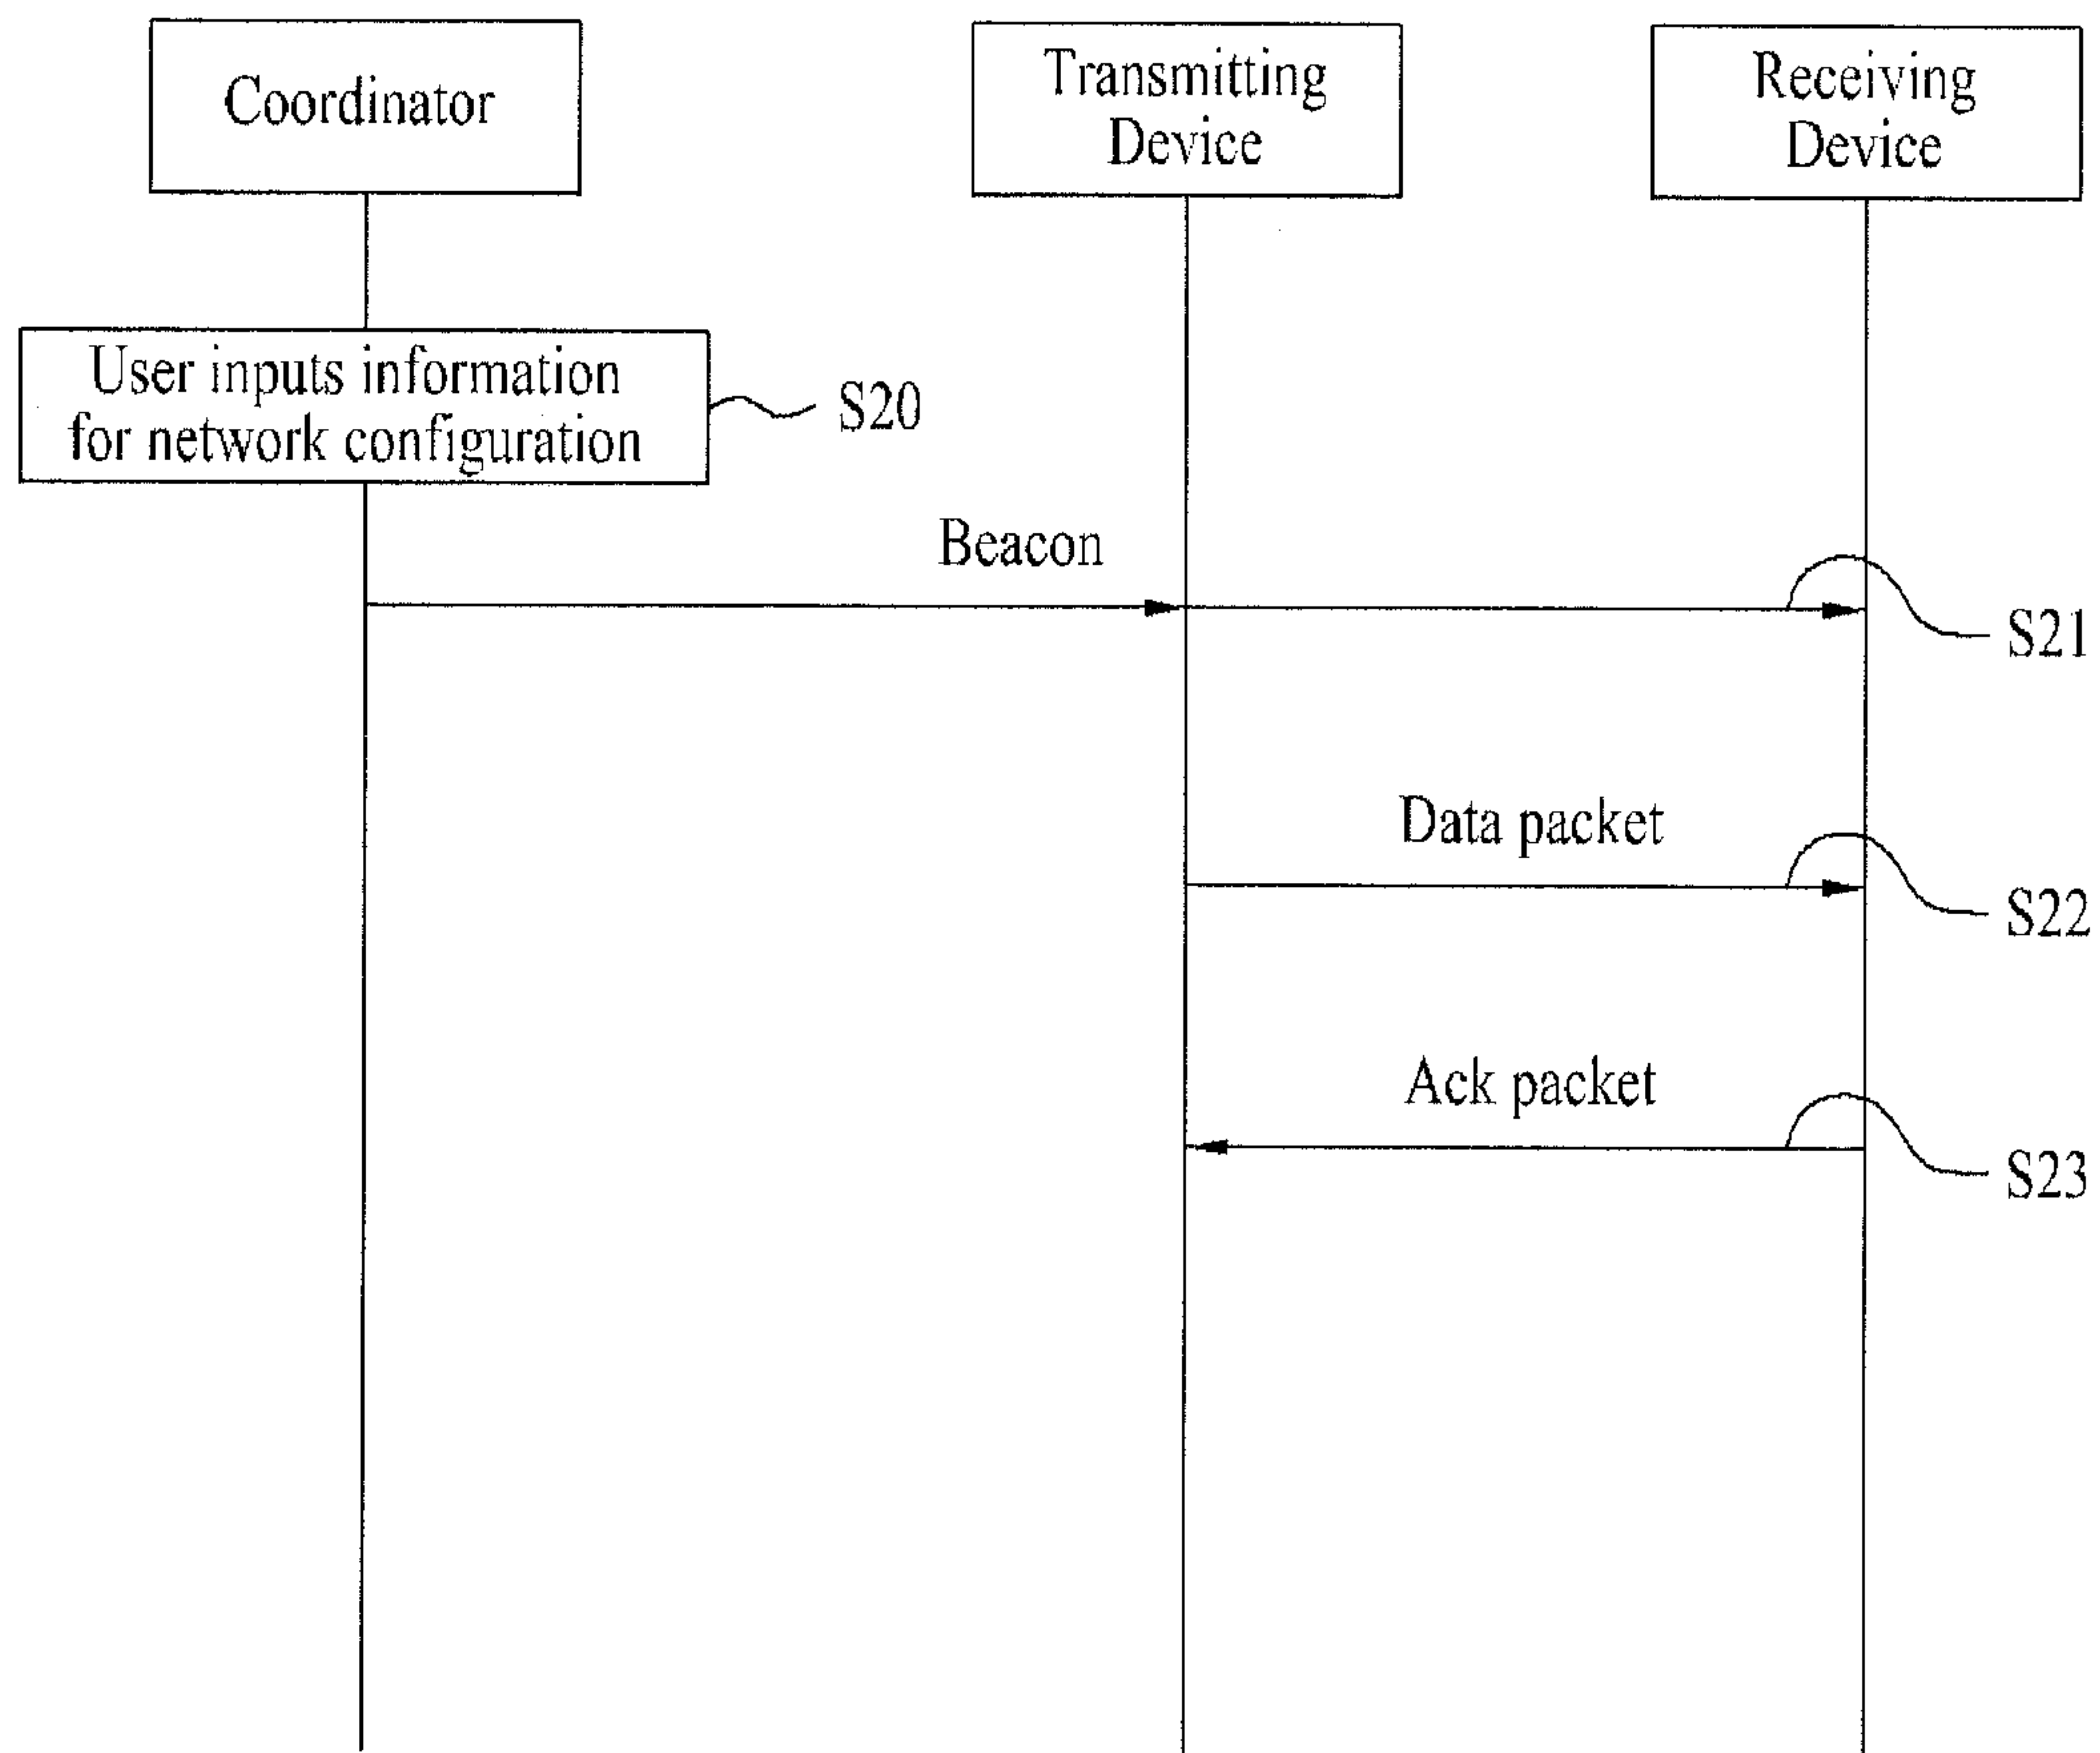 Coordinator
Transmitting
Device
Receiving
Device
User inputs information
for network configuration
S20
Beacon
S21
Data packet
S22
Ack packet
S23